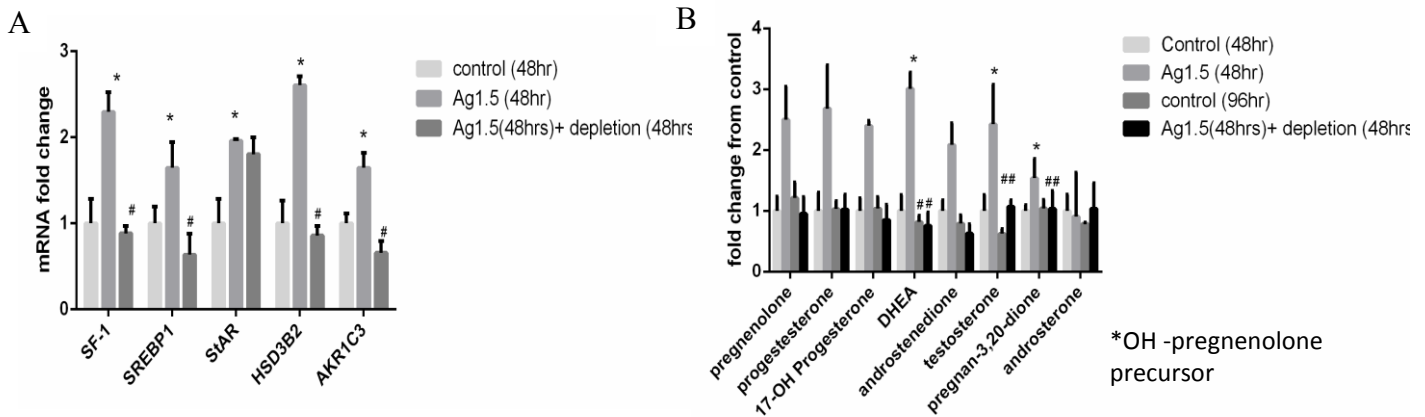 A
mRNA fold change
3
2
1
0
*
#
*
#
*
*
#
*
#
SF-1
SREBP1
StAR
HSD3B2
AKR1C3
control (48hr)
Ag1.5 (48hr)
Ag1.5(48hrs)+ depletion (48hrs
B
fold change from control
4
3
2
1
0
*
##
*
##
*
##
pregnenolone
progestesterone
17-OH Progesterone
DHEA
androstenedione
testosterone
pregnan-3,20-dione
androsterone
Control (48hr)
Ag1.5 (48hr)
control (96hr)
Ag1.5(48hrs)+ depletion (48hrs
*OH -pregnenolone
precursor